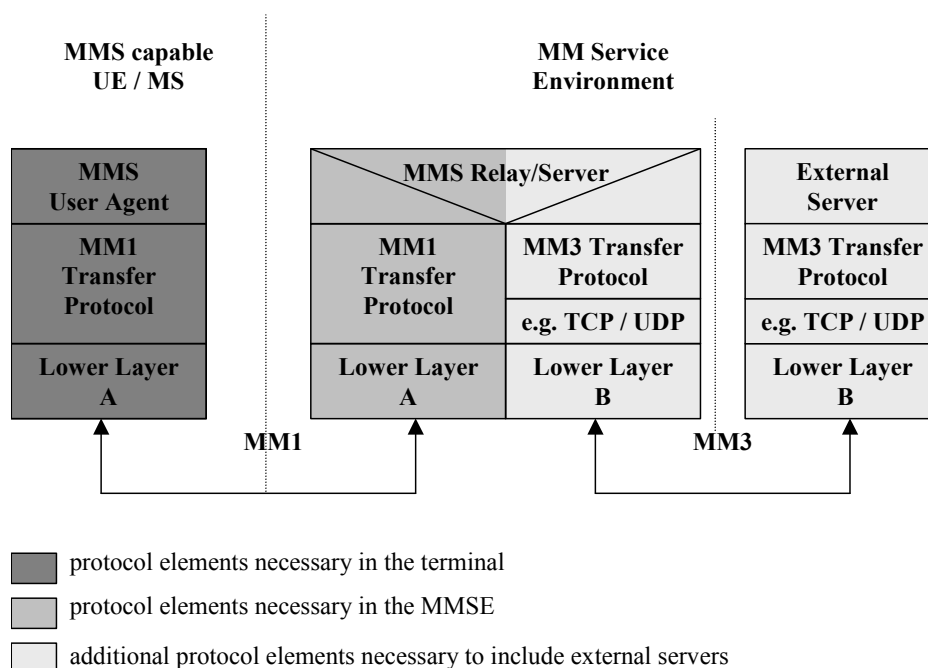 MMS capable
UE / MS
MM Service
Environment
MMS
User Agent
MM1
Transfer
Protocol
Lower Layer
A
MMS Relay/Server
MM1
Transfer
Protocol
Lower Layer
A
MM3 Transfer
Protocol
e.g. TCP / UDP
Lower Layer
B
External
Server
MM3 Transfer
Protocol
e.g. TCP / UDP
Lower Layer
B
MM1
MM3
protocol elements necessary in the terminal
protocol elements necessary in the MMSE
additional protocol elements necessary to include external servers